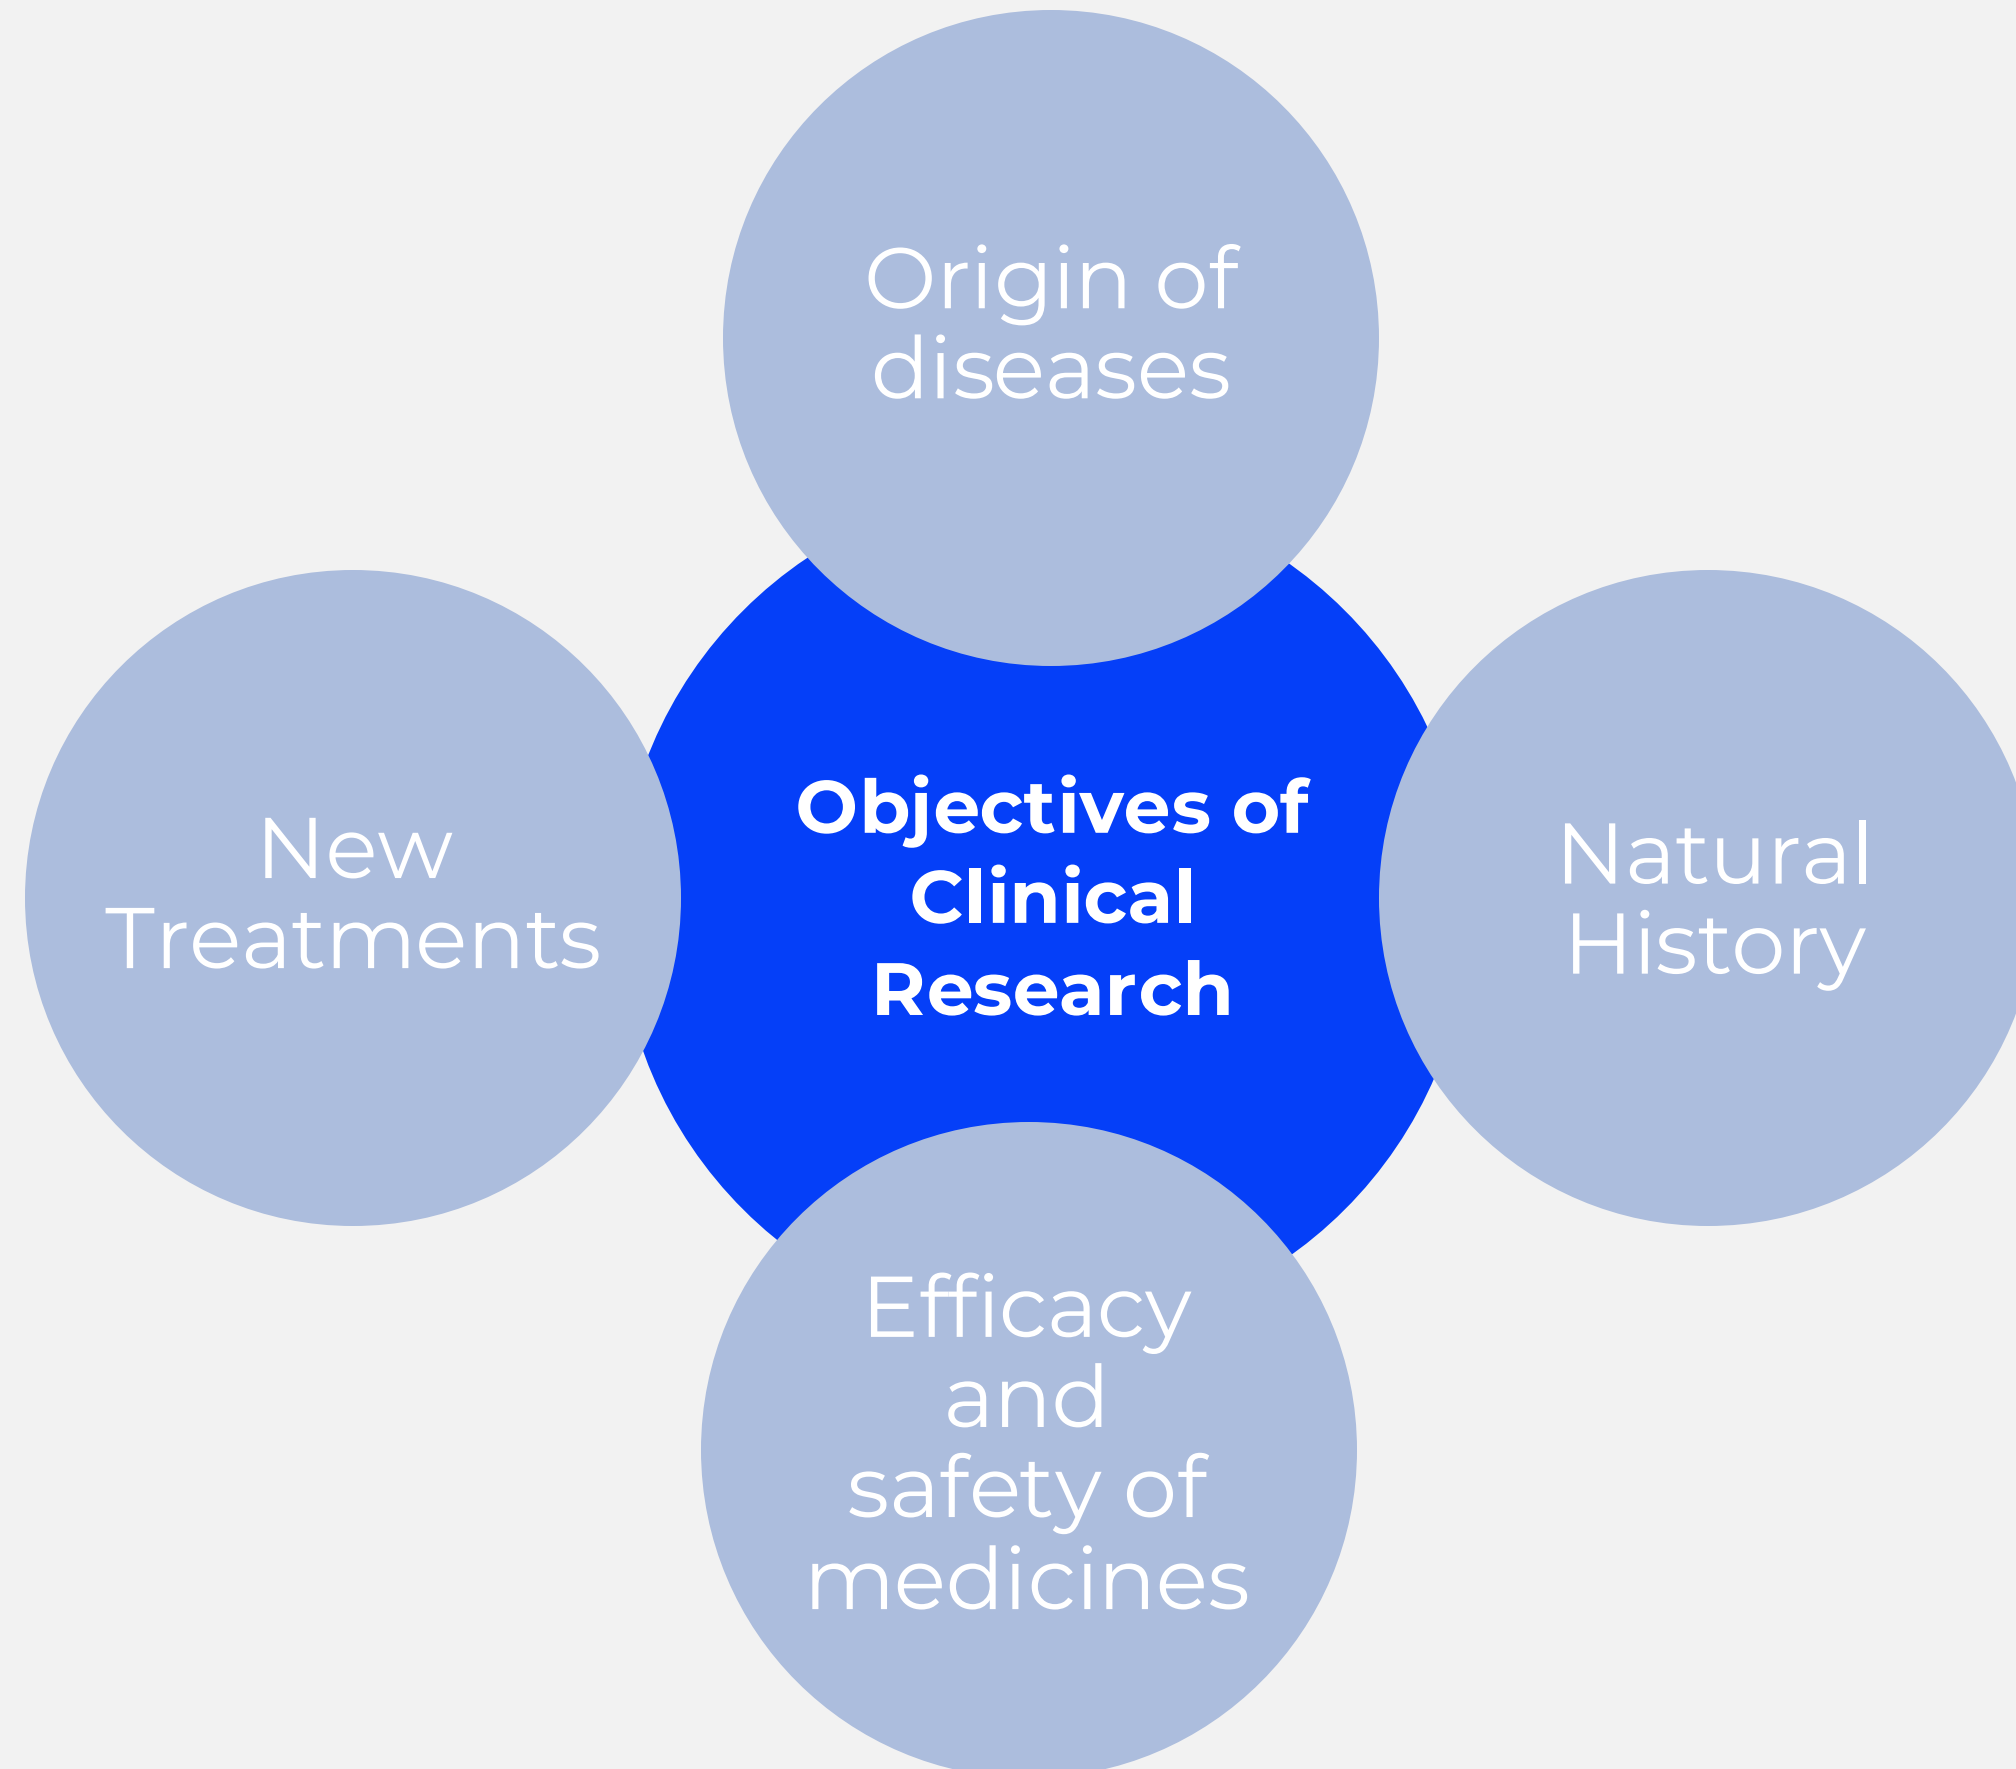 Origin of
diseases
New
Treatments
Objectives of
Clinical
Research
Natural
History
Efficacy
and
safety of
medicines